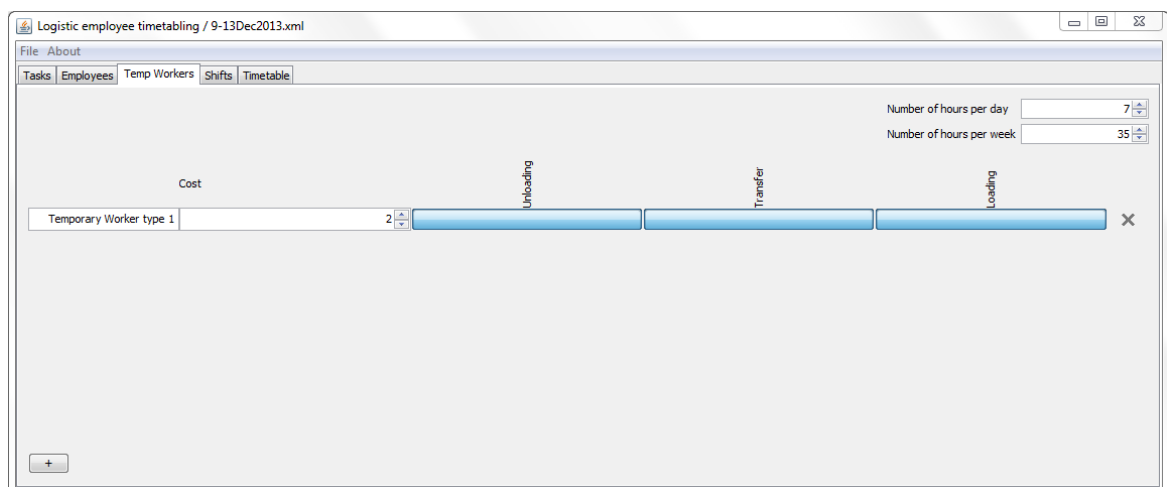 Logistic employee timetabling / 9-13Dec2013.xml
File About
Tasks Employees Temp Workers Shifts Timetable
Number of hours per day 7
Number of hours per week 35
Cost Unloading Transfer Loading
Temporary Worker type 1 2
+